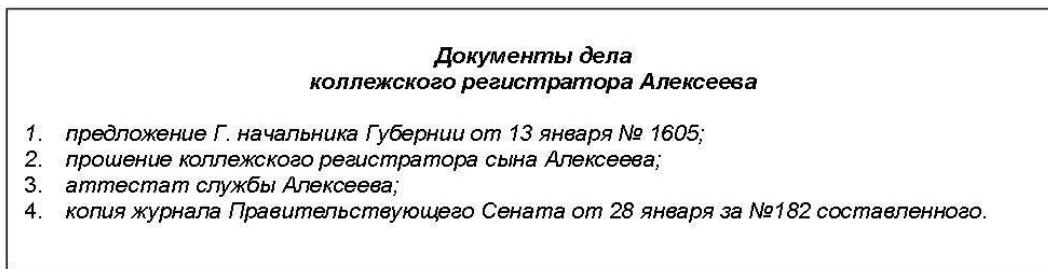 Документы дела
коллежского регистратора Алексеева
1. предложение Г. начальника Губернии от 13 января № 1605;
2. прошение коллежского регистратора сына Алексеева;
3. аттестат службы Алексеева;
4. копия журнала Правительствующего Сената от 28 января за №182 составленного.